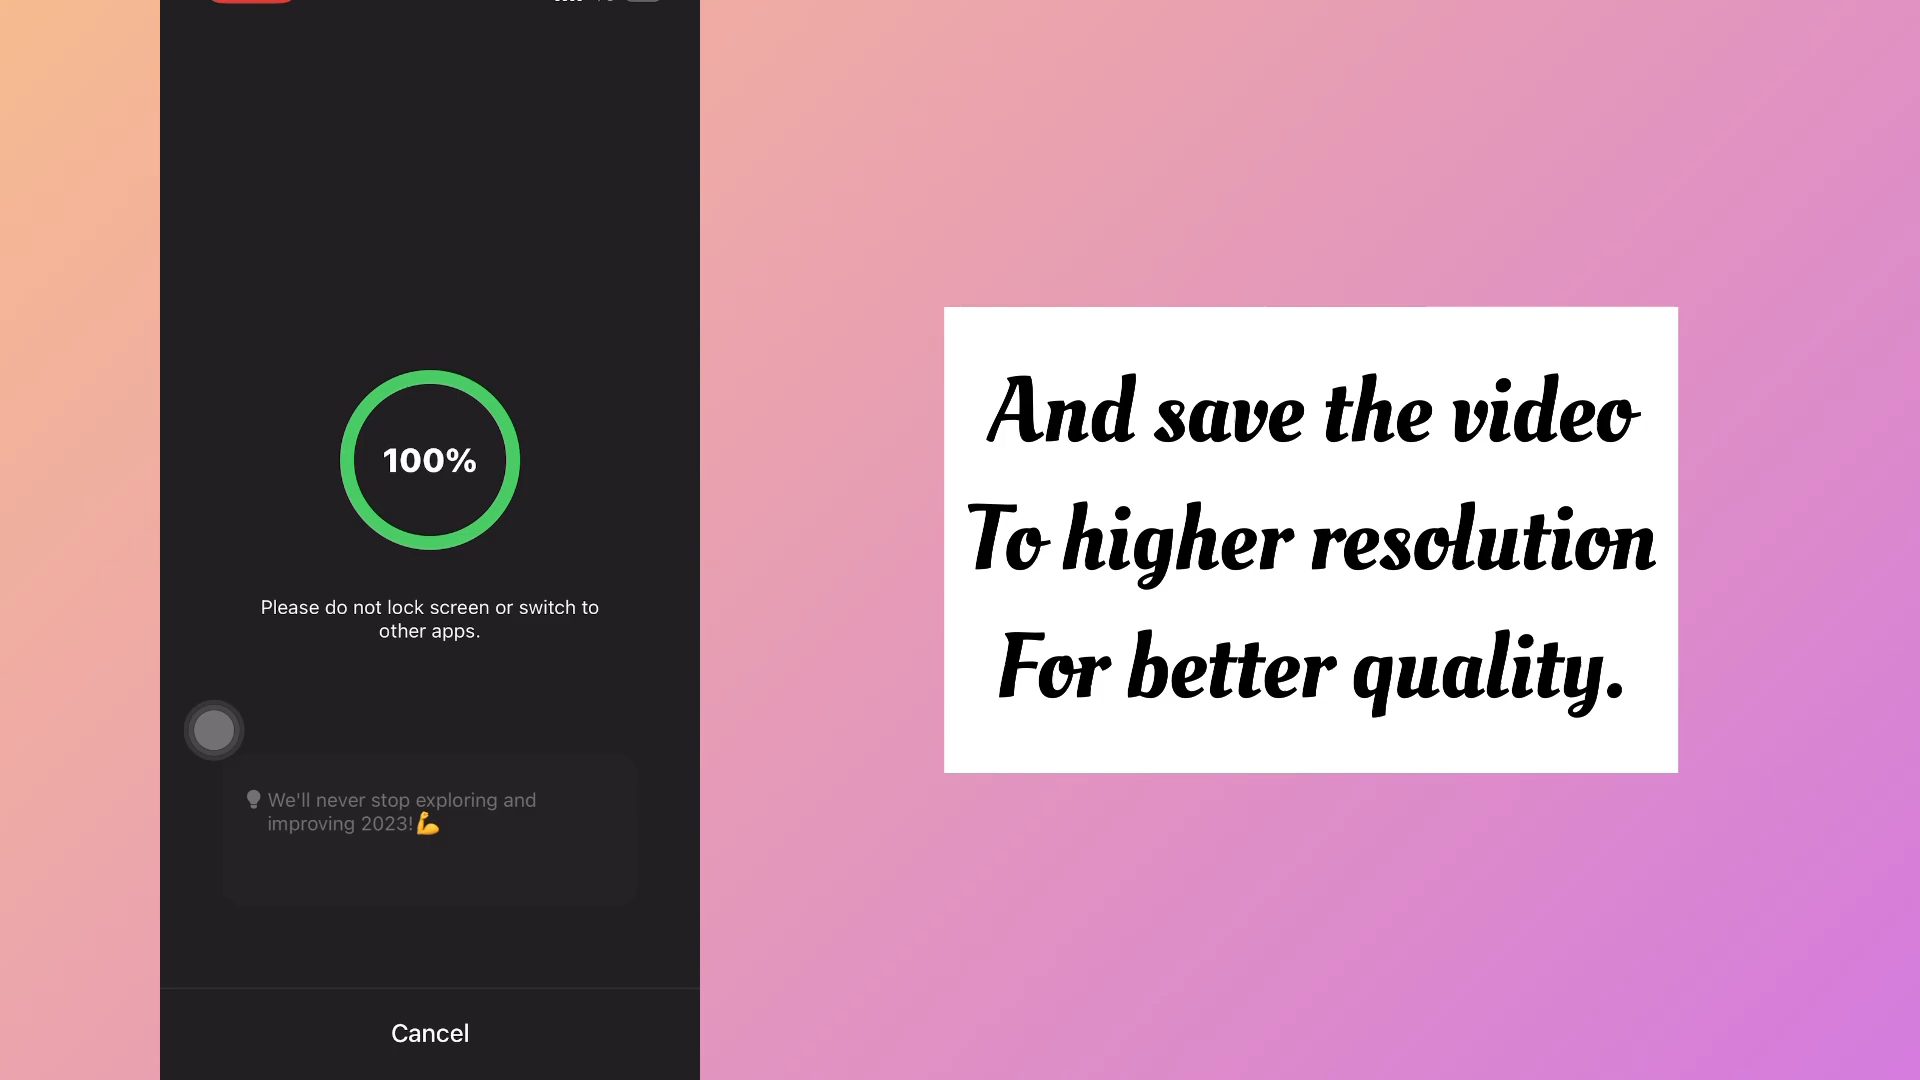 100%
Please do not lock screen or switch to
other apps.
We'll never stop exploring and
improving 2023!💪
Cancel
And save the video
To higher resolution
For better quality.